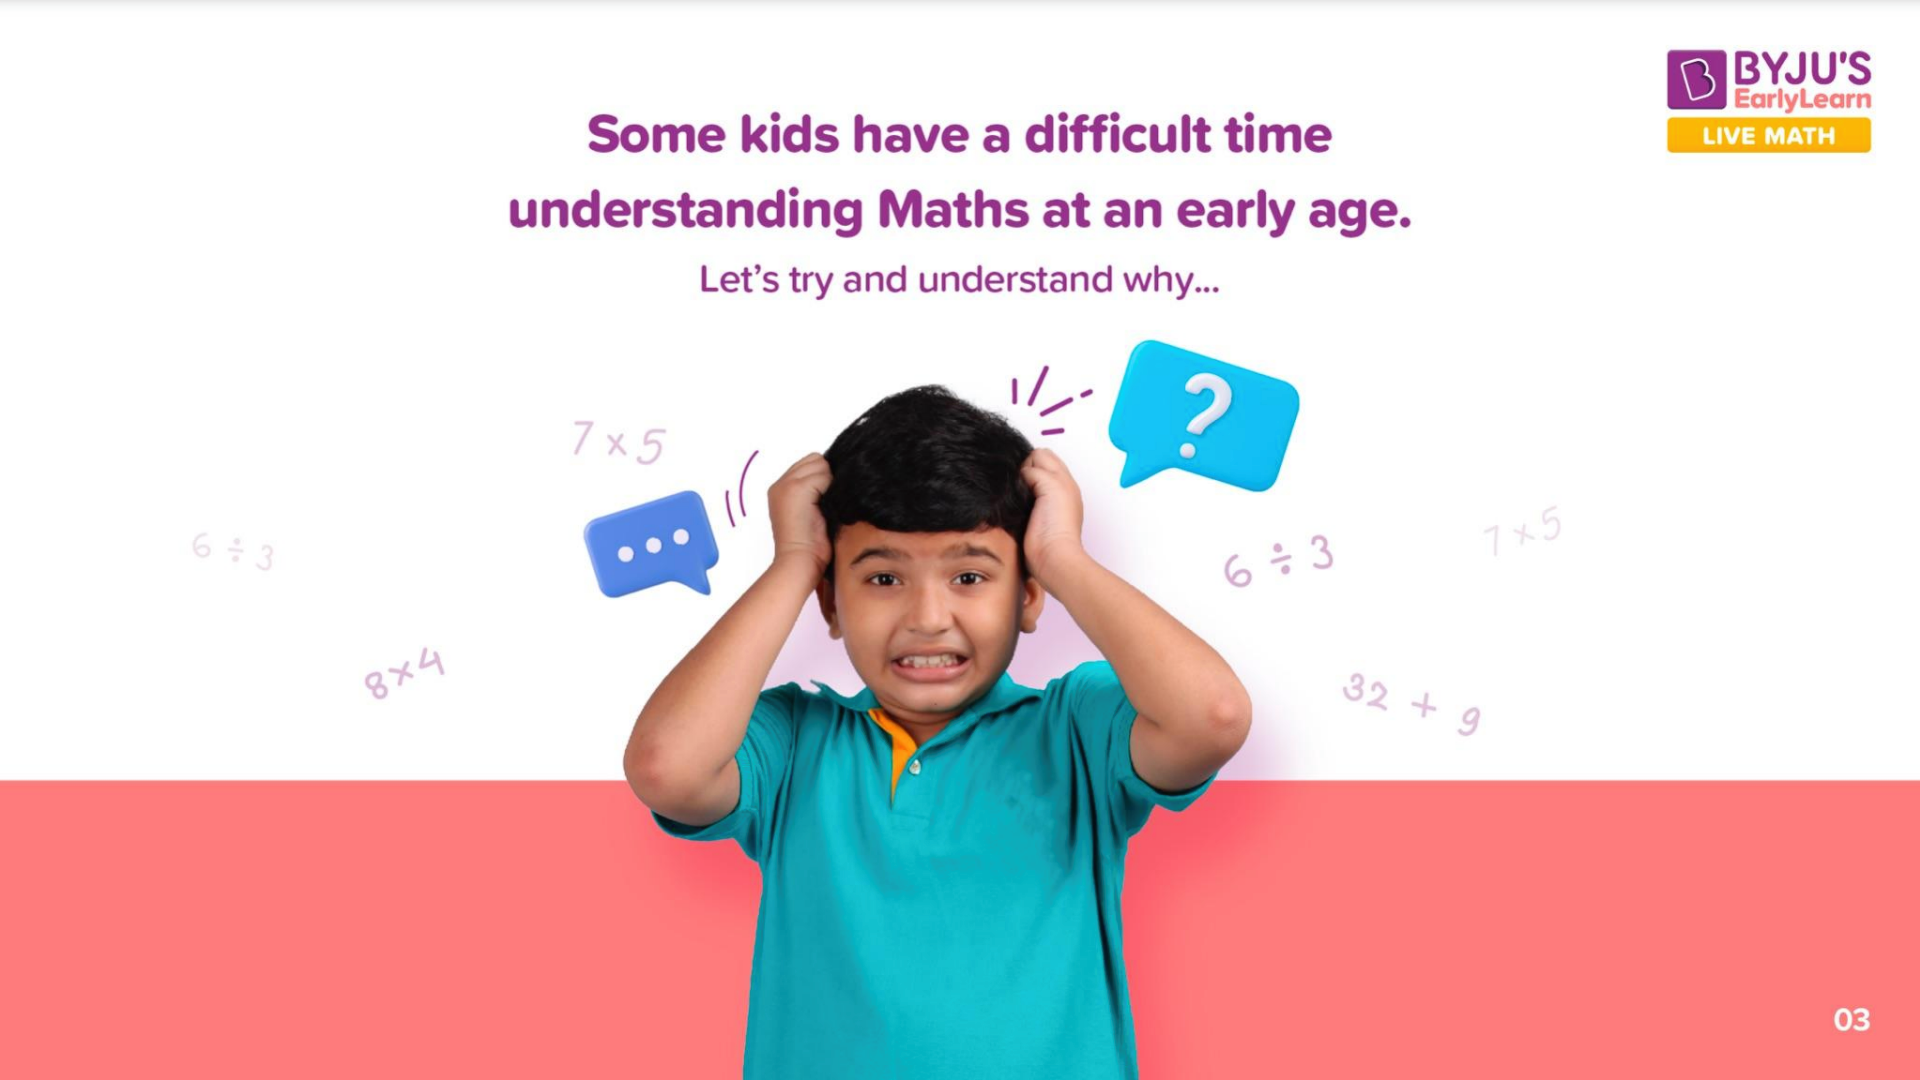 BYJU'S
EarlyLearn
LIVE MATH
Some kids have a difficult time
understanding Maths at an early age.
Let's try and understand why...
?
7 x 5
6 ÷ 3
6 ÷ 3
7 x 5
8x4
32 + 9
03